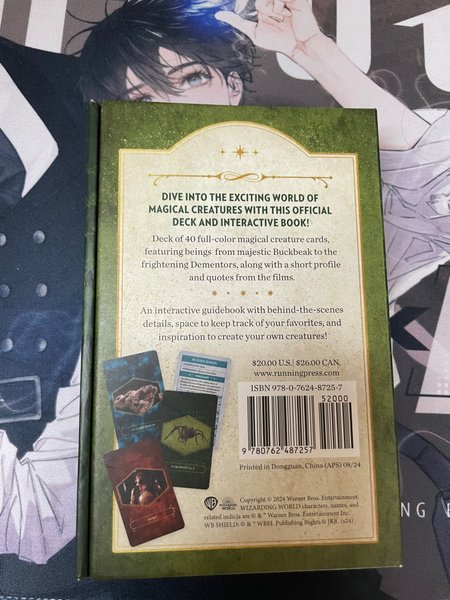 DIVE INTO THE EXCITING WORLD OF
MAGICAL CREATURES WITH THIS OFFICIAL
DECK AND INTERACTIVE BOOK!
Deck of 40 full-color magical creature cards,
featuring beings from majestic Buckbeak to the
frightening Dementors, along with a short profile
and quotes from the films.
An interactive guidebook with behind-the-scenes
details, space to keep track of your favorites, and
inspiration to create your own creatures!
$20.00 U.S. | $26.00 CAN.
www.runningpress.com
ISBN 978-0-7624-8725-7
52000
9 780762 487257
Printed in Dongguan, China (APS) 08/24
ACROMANTULA
WB
WIZARDING
WORLD
Copyright © 2024 Warner Bros. Entertainment.
WIZARDING WORLD characters, names, and
related indicia are © & ™ Warner Bros. Entertainment Inc.
WB SHIELD: © & ™ WBEI. Publishing Rights © JKR. (s24)